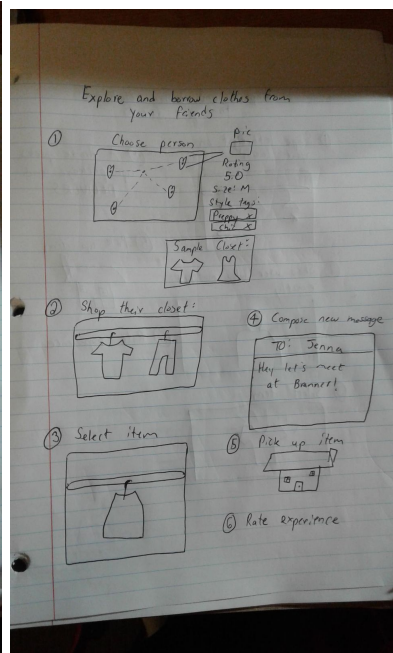 Explore and borrow clothes from
your friends
① Choose person
pic
Rating
5.0
Size: M
Style tags:
Preppy x
Chic x
Sample Closet:
② Shop their closet:
③ Select item
④ Compose new message
TO: Jenna
Hey let's meet
at Branner!
⑤ Pick up item
⑥ Rate experience